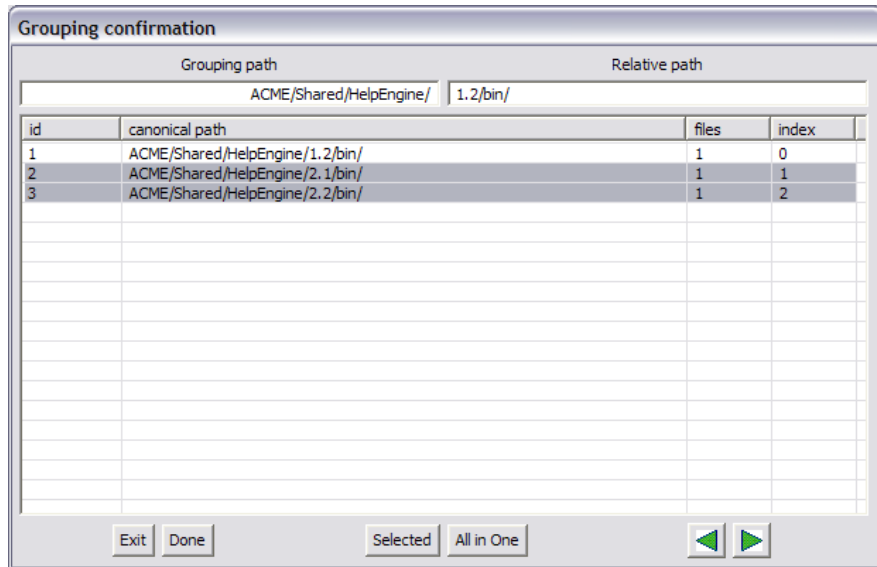 Grouping confirmation
Grouping path Relative path
ACME/Shared/HelpEngine/ 1.2/bin/
id canonical path files index
1 ACME/Shared/HelpEngine/1.2/bin/ 1 0
2 ACME/Shared/HelpEngine/2.1/bin/ 1 1
3 ACME/Shared/HelpEngine/2.2/bin/ 1 2
Exit Done Selected All in One